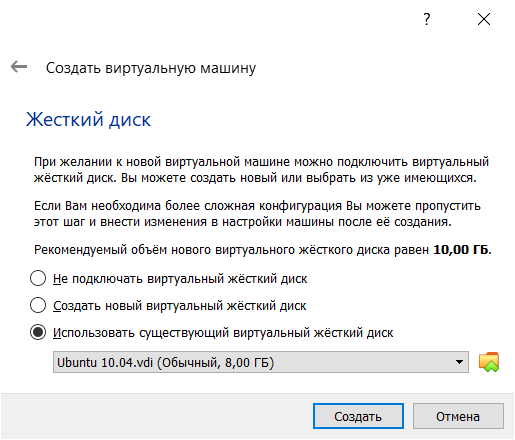 ?
Создать виртуальную машину
Жесткий диск
При желании к новой виртуальной машине можно подключить виртуальный
жёсткий диск. Вы можете создать новый или выбрать из уже имеющихся.
Если Вам необходима более сложная конфигурация Вы можете пропустить
этот шаг и внести изменения в настройки машины после её создания.
Рекомендуемый объём нового виртуального жёсткого диска равен 10,00 ГБ.
Не подключать виртуальный жёсткий диск
Создать новый виртуальный жёсткий диск
Использовать существующий виртуальный жёсткий диск
Ubuntu 10.04.vdi (Обычный, 8,00 ГБ)
Создать
Отмена